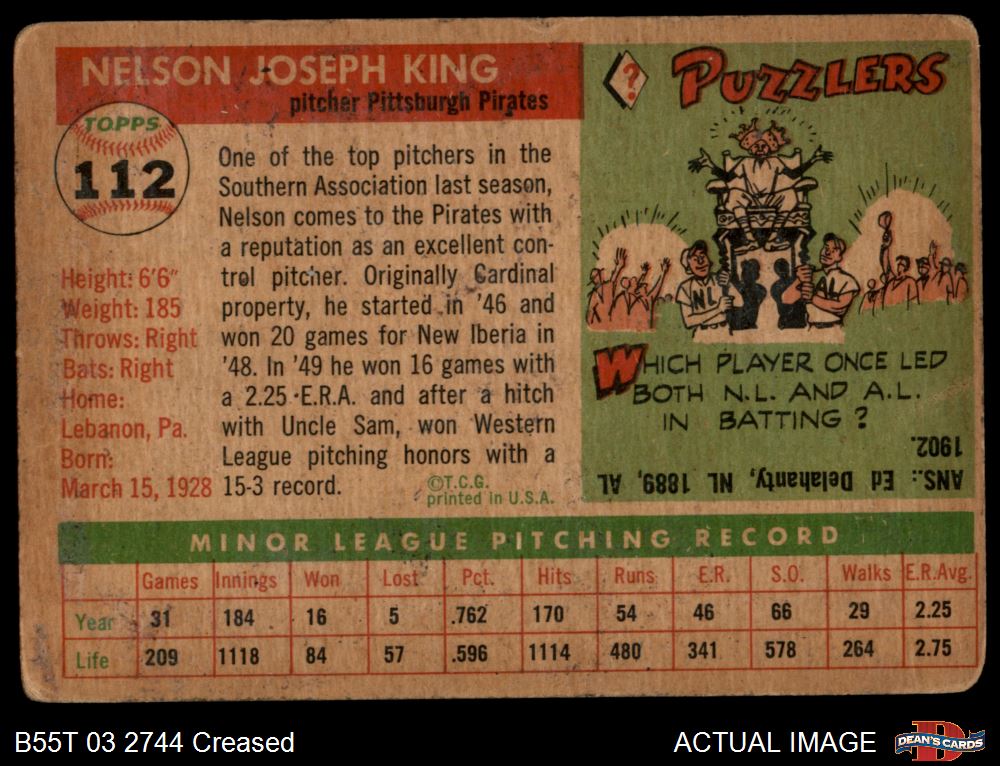 NELSON JOSEPH KING
pitcher Pittsburgh Pirates
TOPPS
112
One of the top pitchers in the
Southern Association last season,
Nelson comes to the Pirates with
a reputation as an excellent con-
trol pitcher. Originally Cardinal
property, he started in '46 and
won 20 games for New Iberia in
'48. In '49 he won 16 games with
a 2.25 E.R.A. and after a hitch
with Uncle Sam, won Western
League pitching honors with a
15-3 record.
©T.C.G.
printed in U.S.A.
Height: 6'6"
Weight: 185
Throws: Right
Bats: Right
Home:
Lebanon, Pa.
Born:
March 15, 1928
?
PUZZLERS
NL
AL
WHICH PLAYER ONCE LED
BOTH N.L. AND A.L.
IN BATTING?
ANS.: Ed Delahanty, NL 1889, AL
1902.
MINOR LEAGUE PITCHING RECORD
Games Innings Won Lost Pct. Hits Runs E.R. S.O. Walks E.R.Avg.
Year 31 184 16 5 .762 170 54 46 66 29 2.25
Life 209 1118 84 57 .596 1114 480 341 578 264 2.75
B55T 03 2744 Creased
ACTUAL IMAGE
D
DEAN'S CARDS